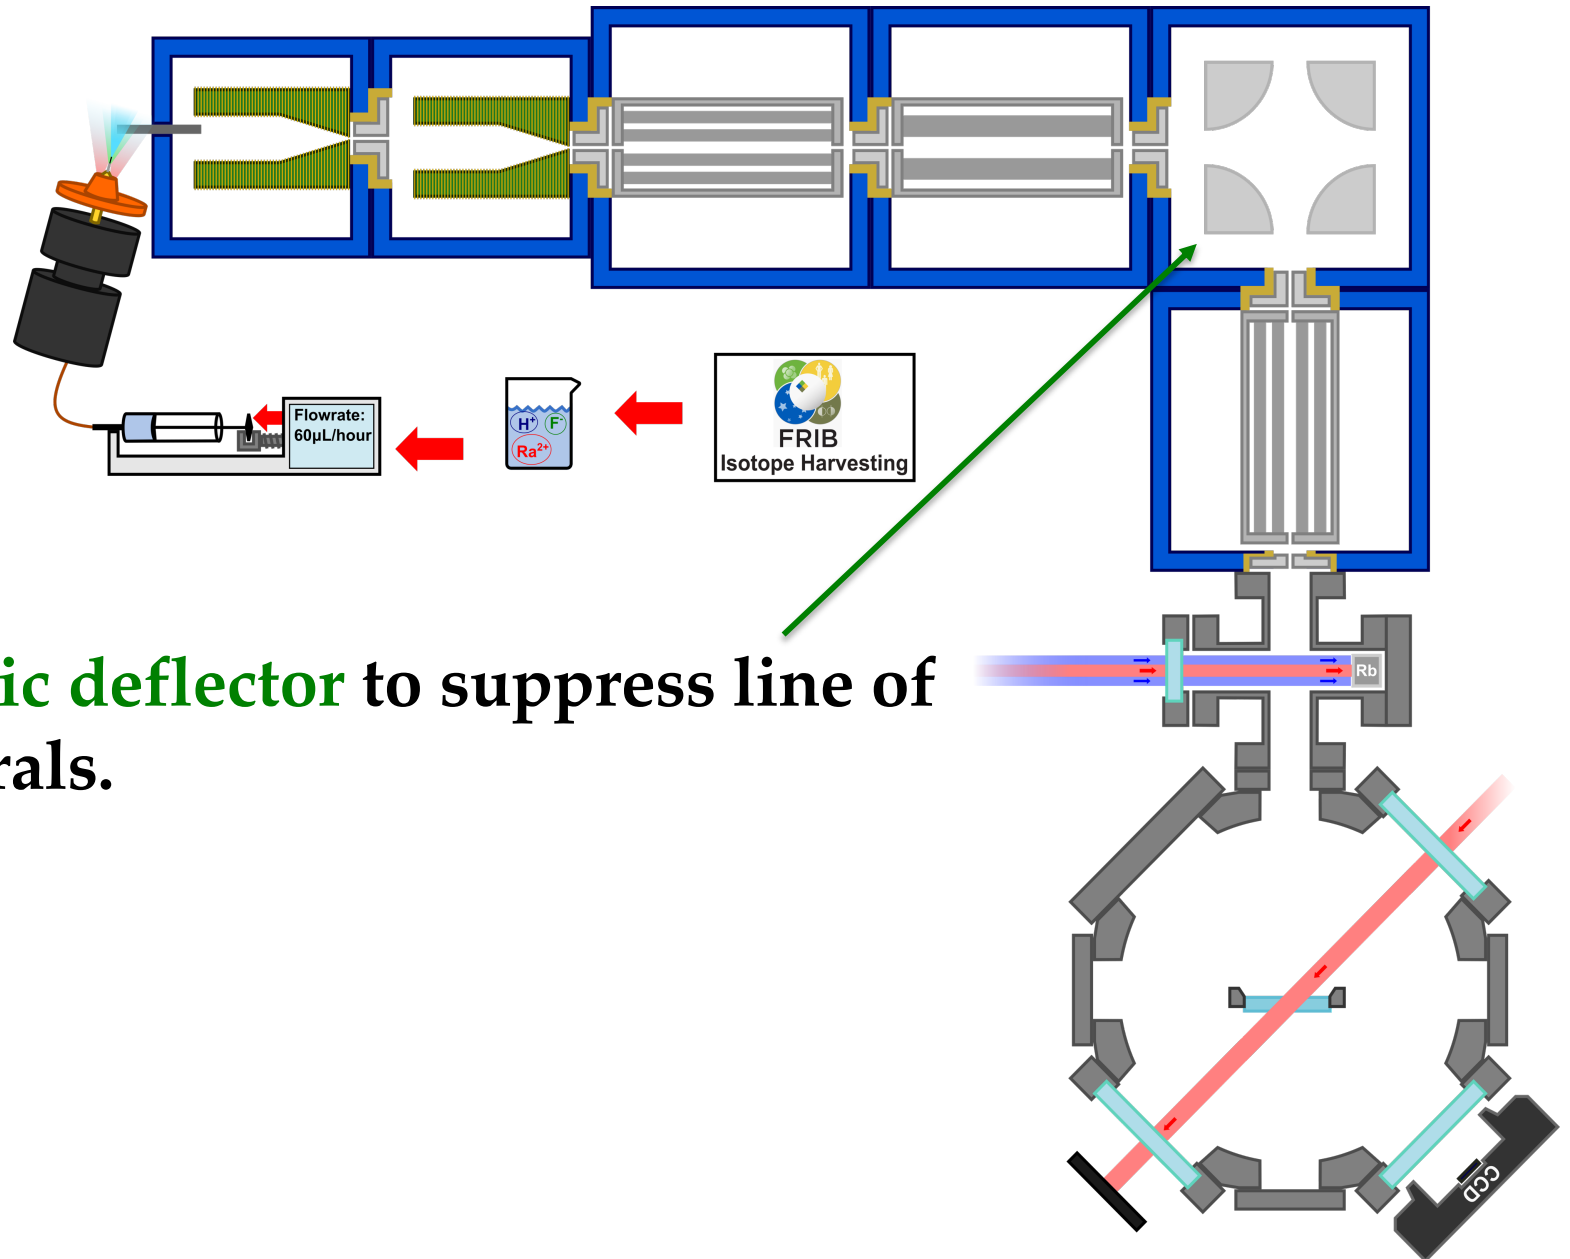 Flowrate:
60µL/hour
H⁺ F⁻
Ra²⁺
FRIB
Isotope Harvesting
ic deflector to suppress line of
rals.
Rb
CCD